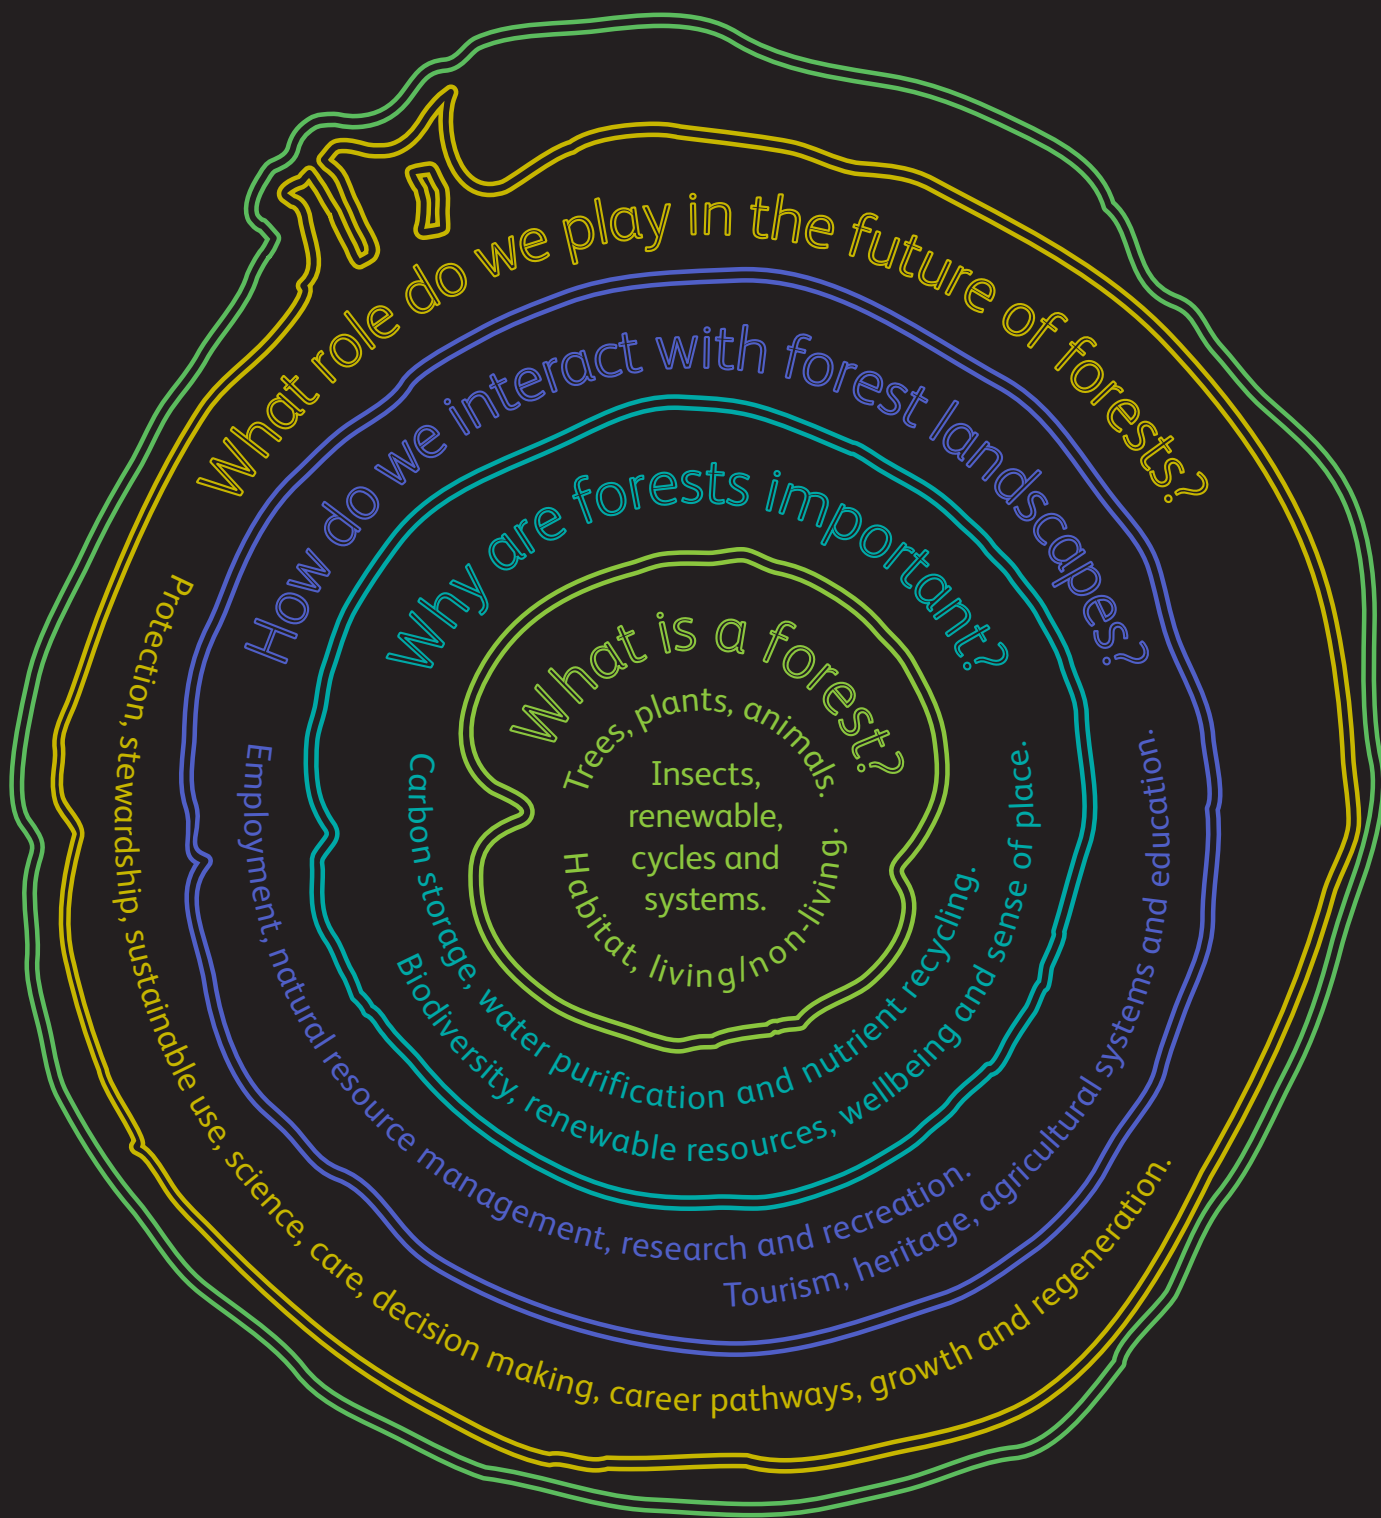 What role do we play in the future of forests?
Protection, stewardship, sustainable use, science, care, decision making, career pathways, growth and regeneration.
How do we interact with forest landscapes?
Employment, natural resource management, research and recreation.
Tourism, heritage, agricultural systems and education.
Why are forests important?
Carbon storage, water purification and nutrient recycling.
Biodiversity, renewable resources, wellbeing and sense of place.
What is a forest?
Trees, plants, animals.
Insects,
renewable,
cycles and
systems.
Habitat, living/non-living.